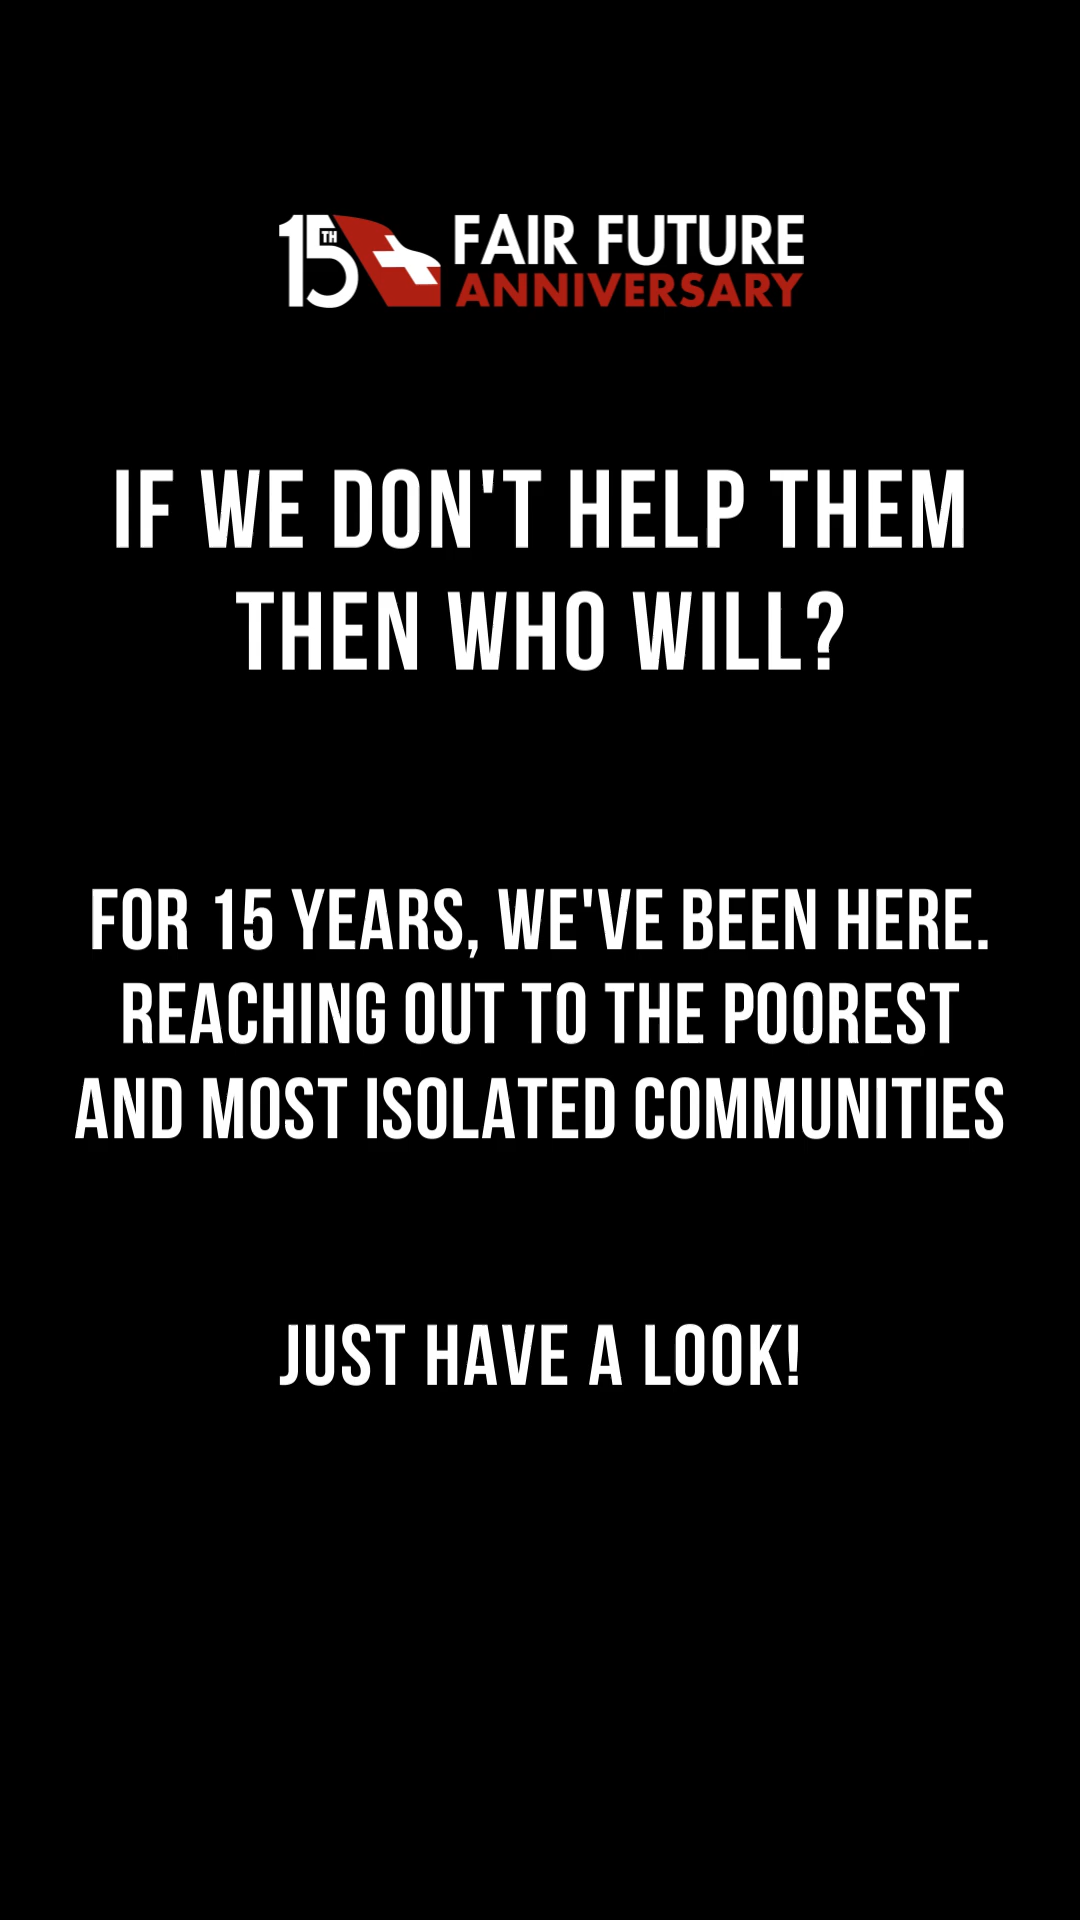 15TH FAIR FUTURE
ANNIVERSARY
IF WE DON'T HELP THEM
THEN WHO WILL?
FOR 15 YEARS, WE'VE BEEN HERE.
REACHING OUT TO THE POOREST
AND MOST ISOLATED COMMUNITIES
JUST HAVE A LOOK!